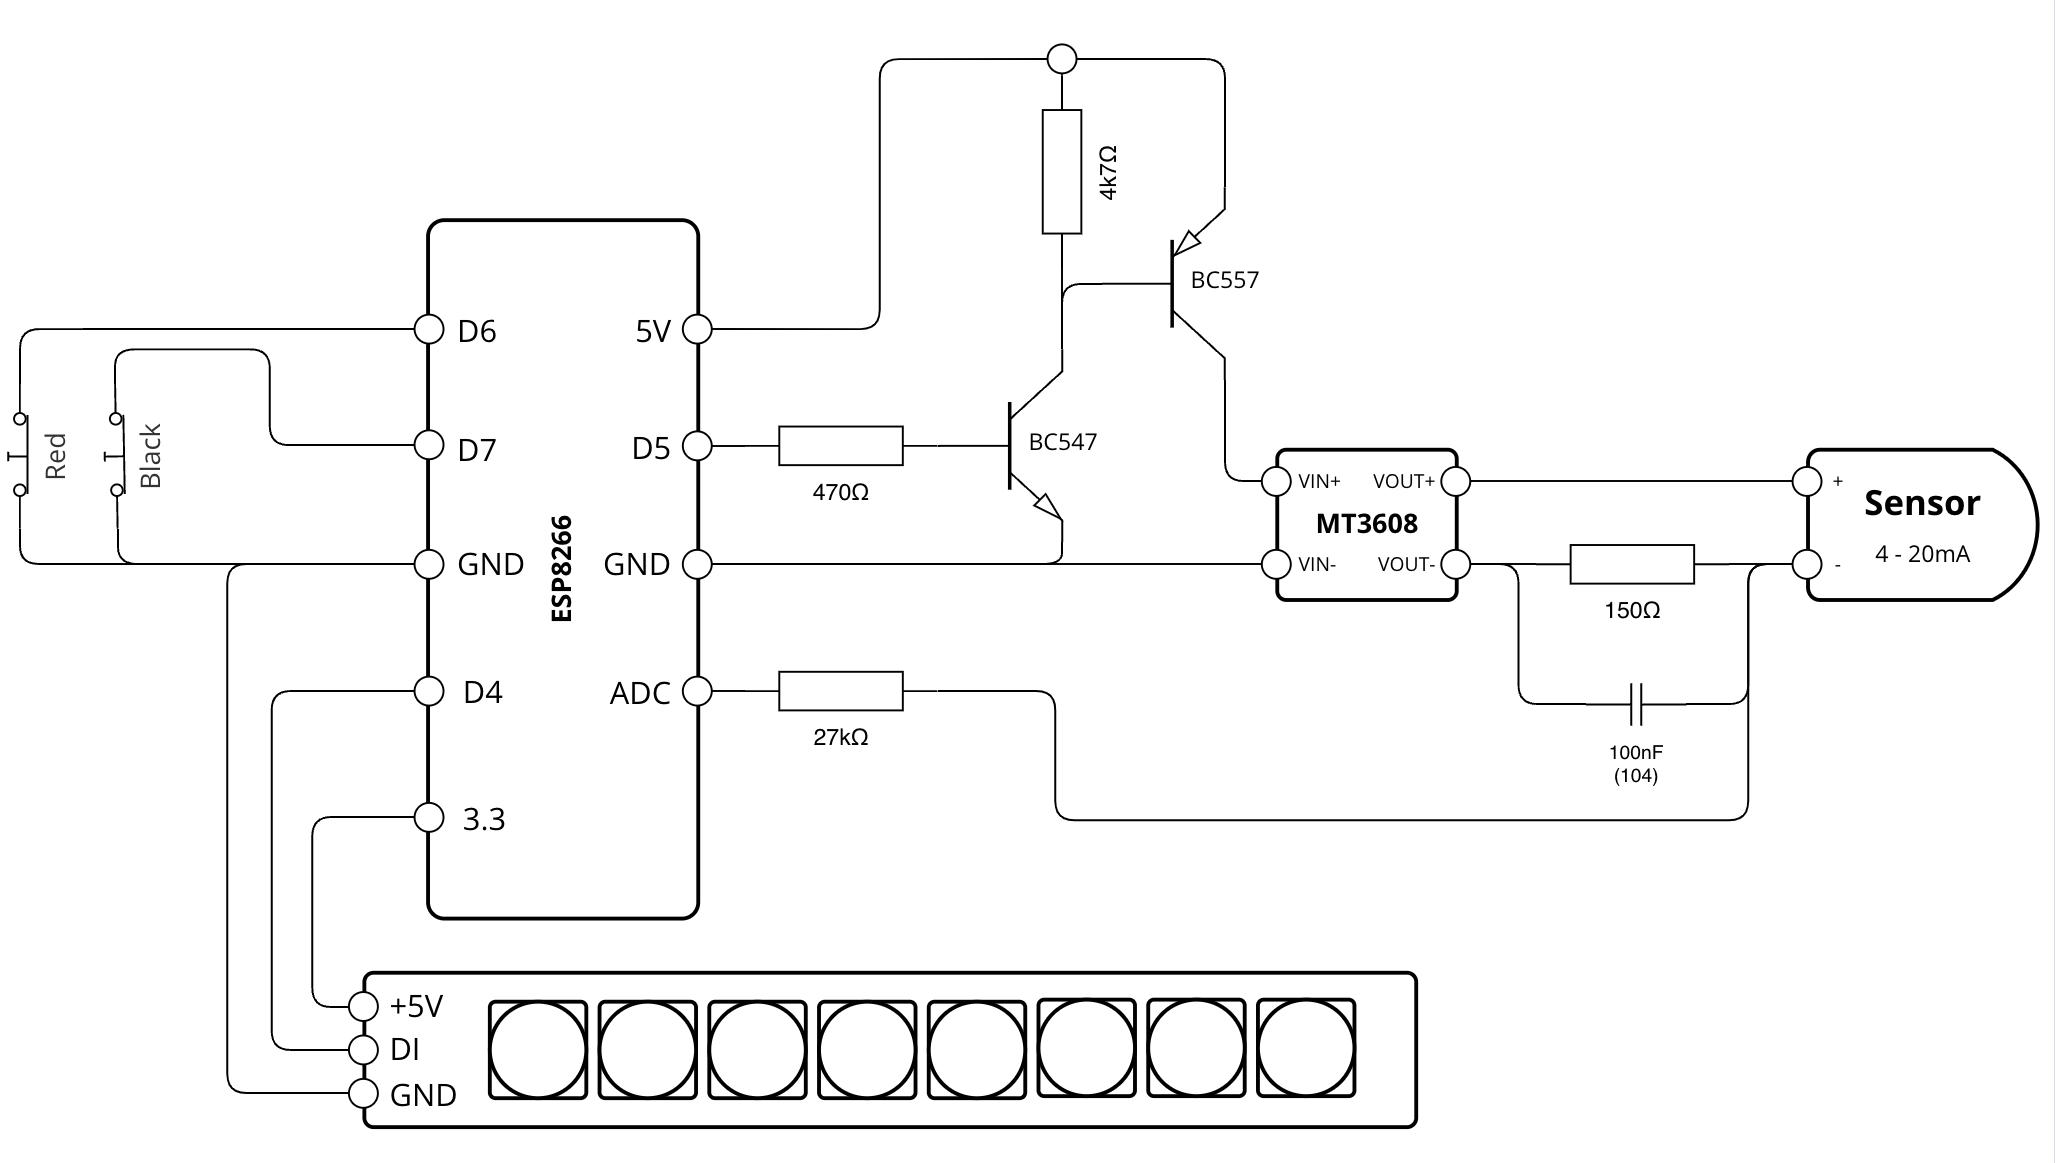 4k7Ω
BC557
D6
5V
Red
Black
D7
D5
470Ω
BC547
VIN+
VOUT+
MT3608
VIN-
VOUT-
+
Sensor
-
4 - 20mA
GND
GND
ESP8266
150Ω
D4
ADC
27kΩ
100nF
(104)
3.3
+5V
DI
GND